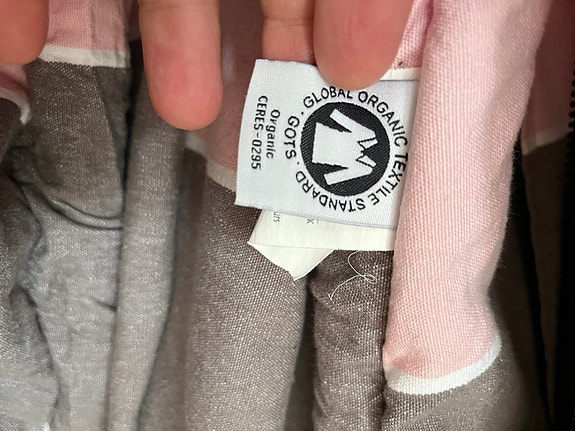 · GLOBAL ORGANIC TEXTILE STANDARD ·
GOTS
Organic
CERES-0295